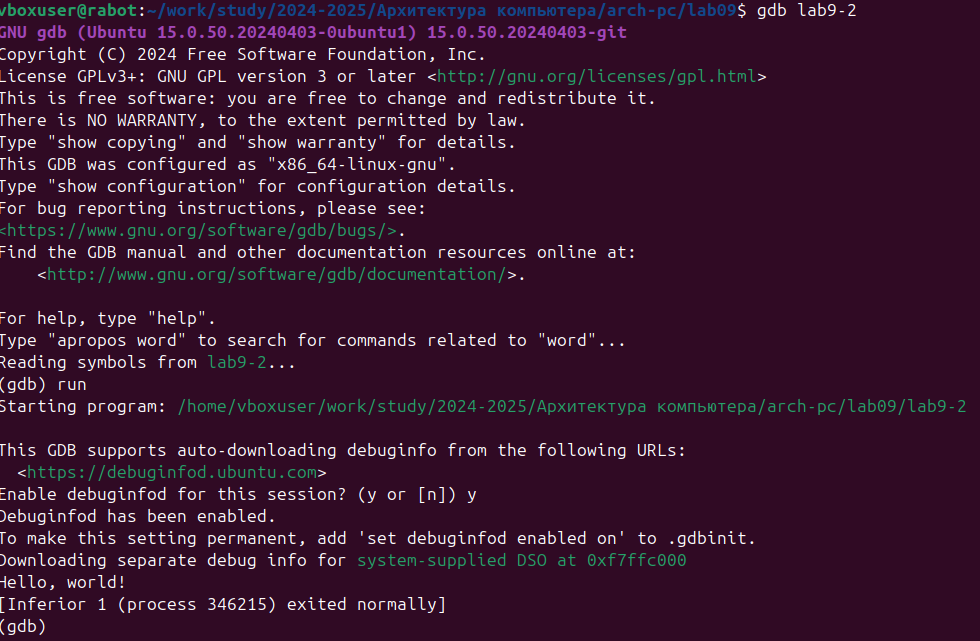 vboxuser@rabot:~/work/study/2024-2025/Архитектура компьютера/arch-pc/lab09$ gdb lab9-2
GNU gdb (Ubuntu 15.0.50.20240403-0ubuntu1) 15.0.50.20240403-git
Copyright (C) 2024 Free Software Foundation, Inc.
License GPLv3+: GNU GPL version 3 or later <http://gnu.org/licenses/gpl.html>
This is free software: you are free to change and redistribute it.
There is NO WARRANTY, to the extent permitted by law.
Type "show copying" and "show warranty" for details.
This GDB was configured as "x86_64-linux-gnu".
Type "show configuration" for configuration details.
For bug reporting instructions, please see:
<https://www.gnu.org/software/gdb/bugs/>.
Find the GDB manual and other documentation resources online at:
    <http://www.gnu.org/software/gdb/documentation/>.

For help, type "help".
Type "apropos word" to search for commands related to "word"...
Reading symbols from lab9-2...
(gdb) run
Starting program: /home/vboxuser/work/study/2024-2025/Архитектура компьютера/arch-pc/lab09/lab9-2

This GDB supports auto-downloading debuginfo from the following URLs:
  <https://debuginfod.ubuntu.com>
Enable debuginfod for this session? (y or [n]) y
Debuginfod has been enabled.
To make this setting permanent, add 'set debuginfod enabled on' to .gdbinit.
Downloading separate debug info for system-supplied DSO at 0xf7ffc000
Hello, world!
[Inferior 1 (process 346215) exited normally]
(gdb)